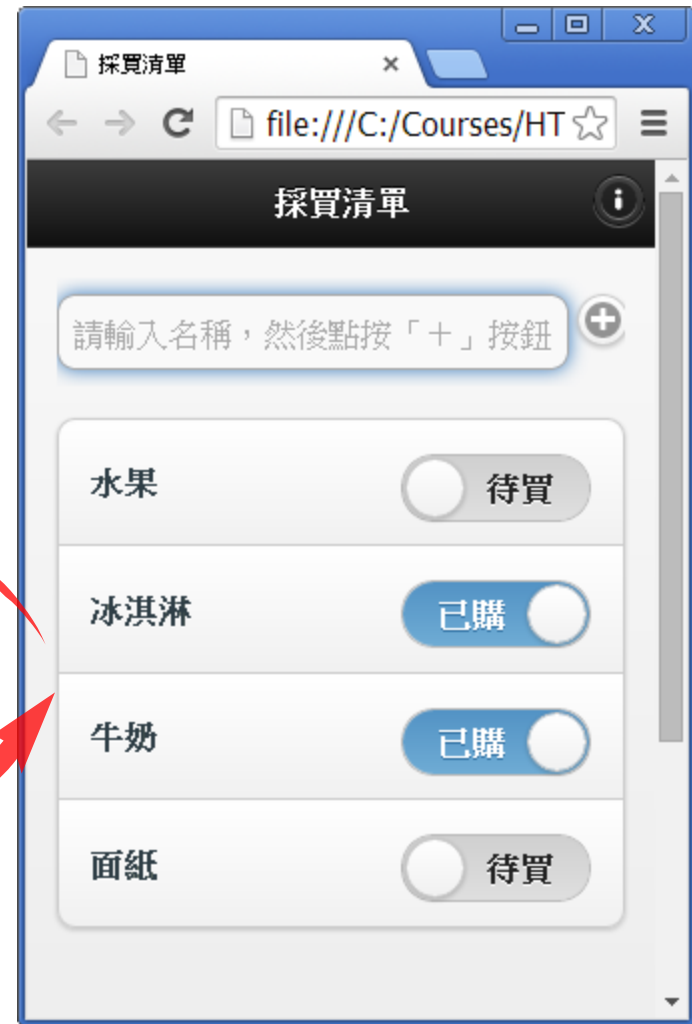 採買清單
file:///C:/Courses/HT
採買清單
請輸入名稱，然後點按「＋」按鈕
水果
待買
冰淇淋
已購
牛奶
已購
面紙
待買